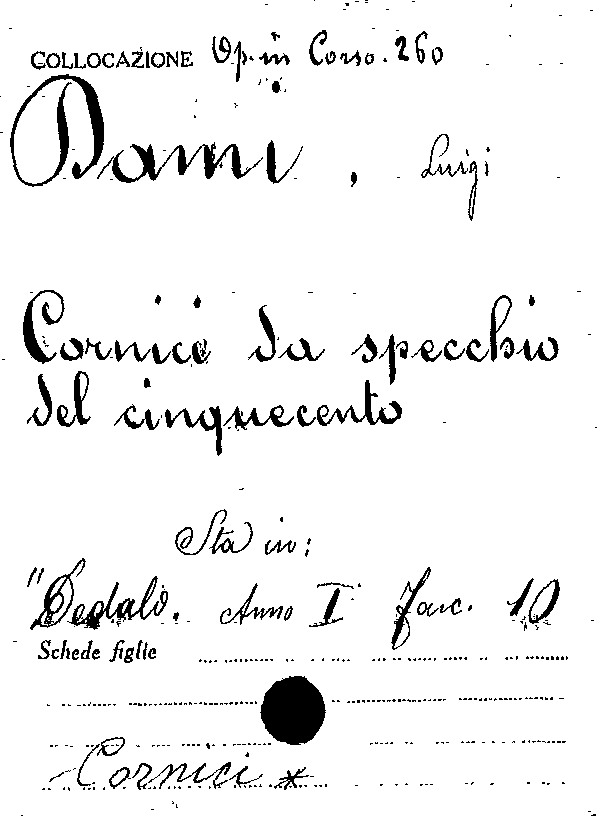 COLLOCAZIONE Op. in Corso. 260
Dami, Luigi
Cornici da specchio
del cinquecento
Sta in:
"Dedalo. Anno I Fasc. 10
Schede figlie
Cornici *